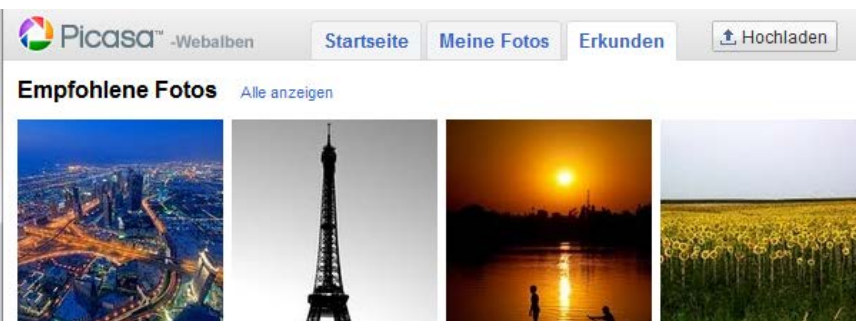 Picasa™ -Webalben
Startseite
Meine Fotos
Erkunden
Hochladen
Empfohlene Fotos
Alle anzeigen